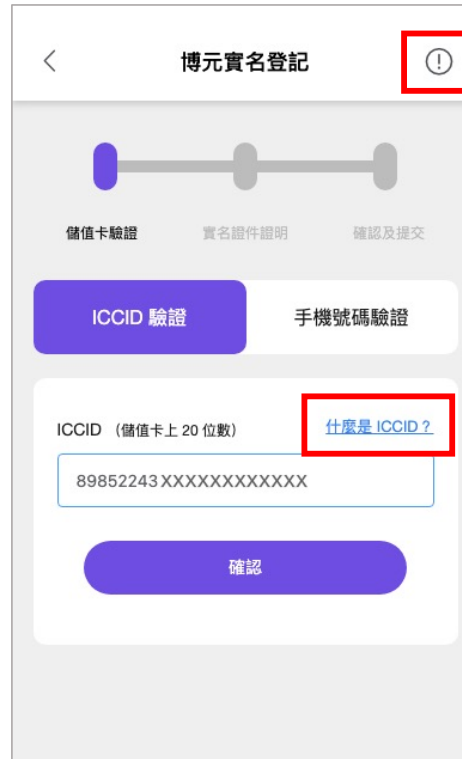 博元實名登記
儲值卡驗證 實名證件證明 確認及提交
ICCID 驗證 手機號碼驗證
ICCID （儲值卡上 20 位數） 什麼是 ICCID？
89852243XXXXXXXXXXXX
確認